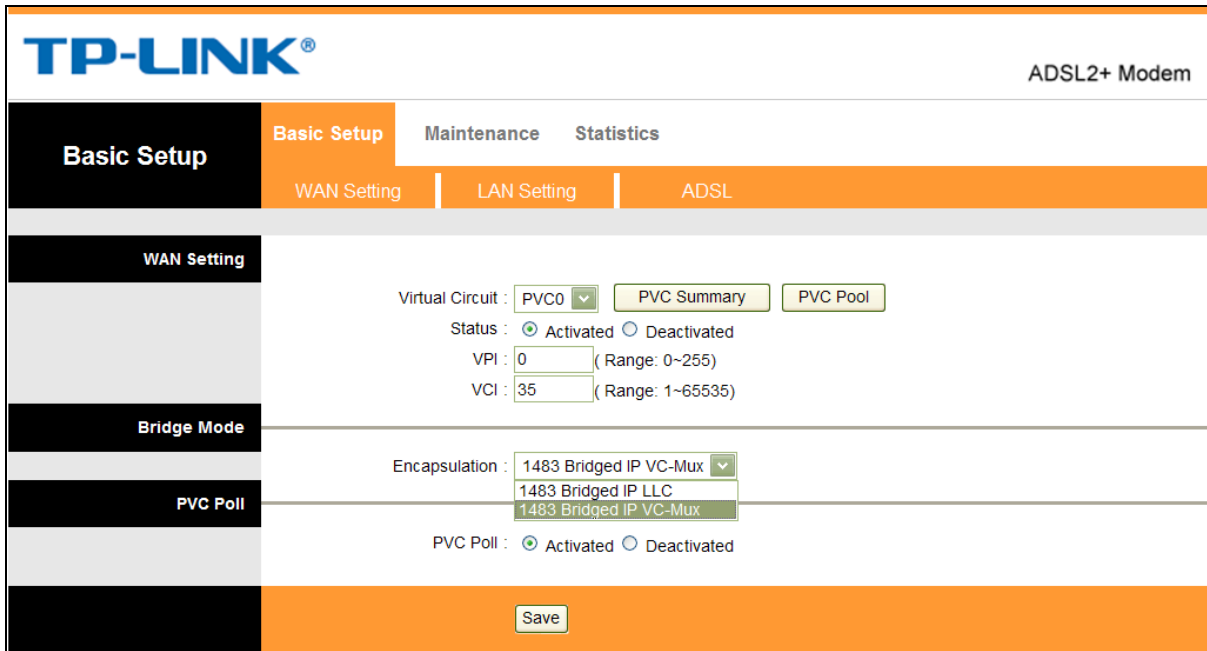 TP-LINK®
ADSL2+ Modem
Basic Setup
Basic Setup Maintenance Statistics
WAN Setting LAN Setting ADSL
WAN Setting
Virtual Circuit : PVC0 PVC Summary PVC Pool
Status : Activated Deactivated
VPI : 0 ( Range: 0~255)
VCI : 35 ( Range: 1~65535)
Bridge Mode
Encapsulation : 1483 Bridged IP VC-Mux
1483 Bridged IP LLC
1483 Bridged IP VC-Mux
PVC Poll
PVC Poll : Activated Deactivated
Save